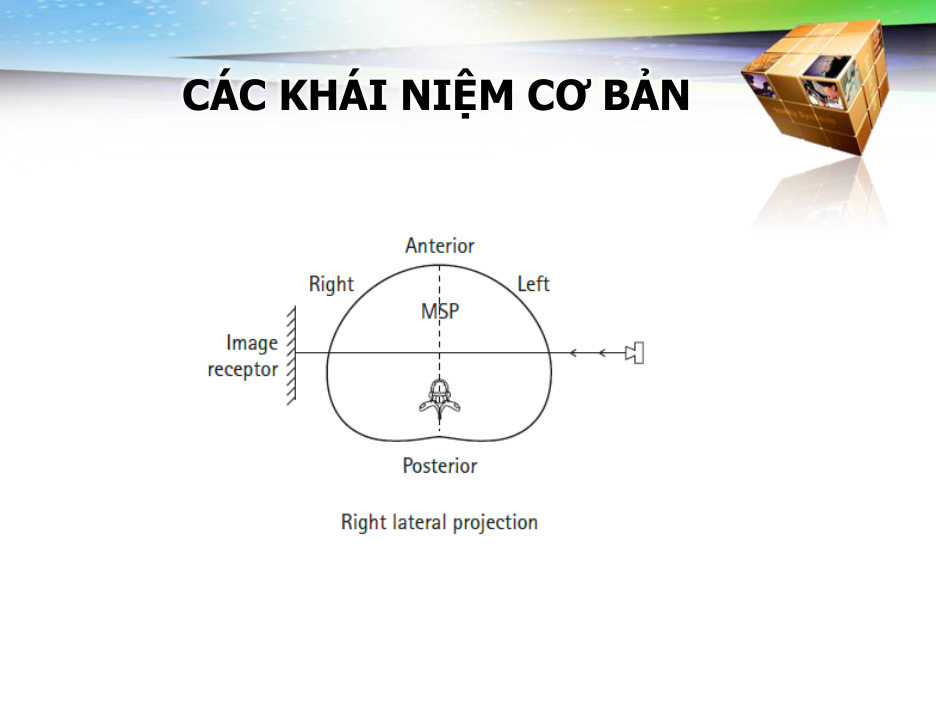 CÁC KHÁI NIỆM CƠ BẢN
Anterior
Right
Left
MSP
Image
receptor
Posterior
Right lateral projection